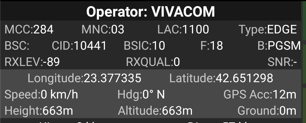 Operator: VIVACOM
MCC:284 MNC:03 LAC:1100 Type:EDGE
BSC: CID:10441 BSIC:10 F:18 B:PGSM
RXLEV:-89 RXQUAL:0 SNR:-
Longitude:23.377335 Latitude:42.651298
Speed:0 km/h Hdg:0° N GPS Acc:12m
Height:663m Altitude:663m Ground:0m